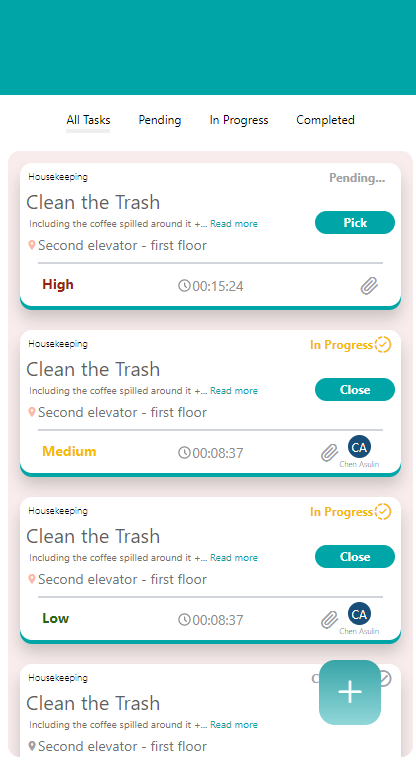 All Tasks Pending In Progress Completed
Housekeeping Pending...
Clean the Trash
Including the coffee spilled around it +... Read more
Pick
Second elevator - first floor
High 00:15:24
Housekeeping In Progress
Clean the Trash
Including the coffee spilled around it +... Read more
Close
Second elevator - first floor
Medium 00:08:37 CA
Chen Asulin
Housekeeping In Progress
Clean the Trash
Including the coffee spilled around it +... Read more
Close
Second elevator - first floor
Low 00:08:37 CA
Chen Asulin
Housekeeping
Clean the Trash
Including the coffee spilled around it +... Read more
Second elevator - first floor